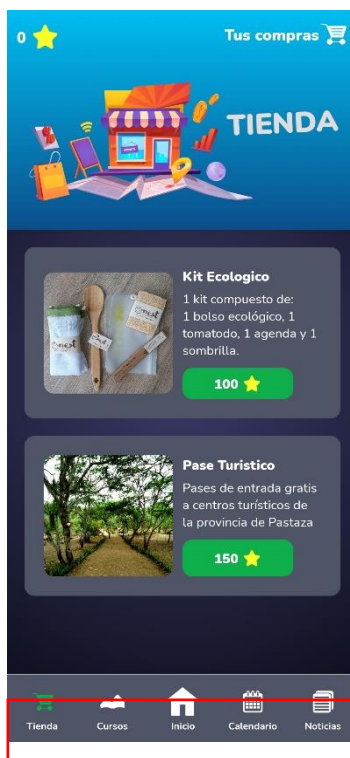 0
Tus compras
TIENDA
Kit Ecologico
1 kit compuesto de:
1 bolso ecológico, 1
tomatodo, 1 agenda y 1
sombrilla.
100
Pase Turistico
Pases de entrada gratis
a centros turísticos de
la provincia de Pastaza
150
Tienda
Cursos
Inicio
Calendario
Noticias